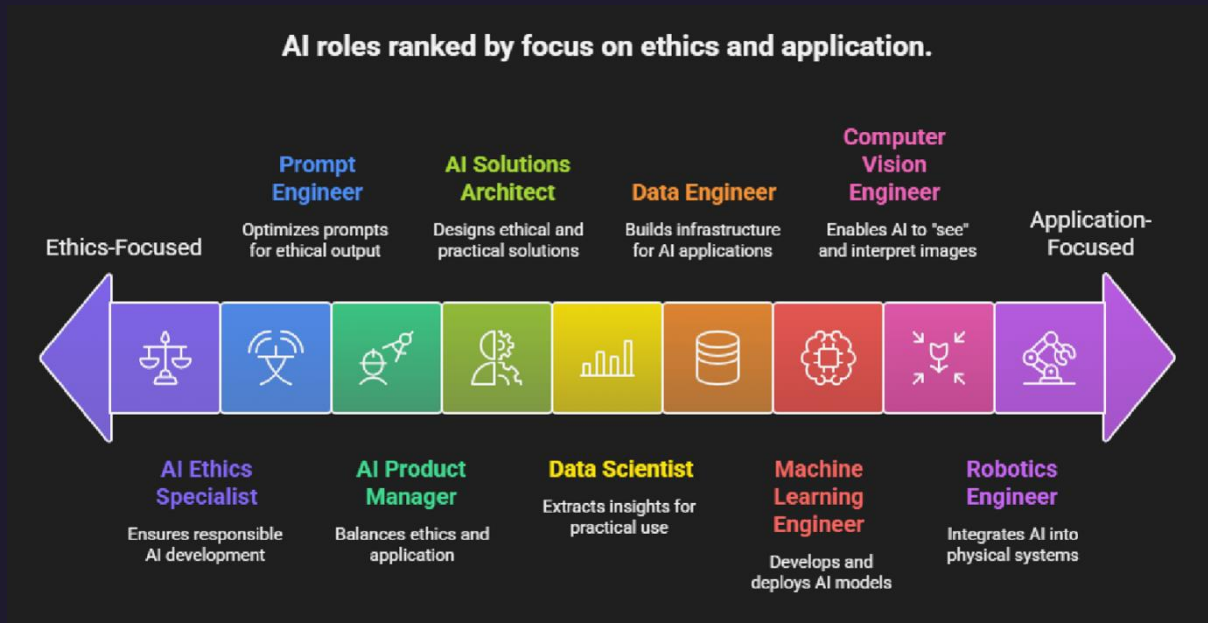 AI roles ranked by focus on ethics and application.
Ethics-Focused
Prompt
Engineer
Optimizes prompts
for ethical output
AI Solutions
Architect
Designs ethical and
practical solutions
Data Engineer
Builds infrastructure
for AI applications
Computer
Vision
Engineer
Enables AI to "see"
and interpret images
Application-
Focused
AI Ethics
Specialist
Ensures responsible
AI development
AI Product
Manager
Balances ethics and
application
Data Scientist
Extracts insights for
practical use
Machine
Learning
Engineer
Develops and
deploys AI models
Robotics
Engineer
Integrates AI into
physical systems